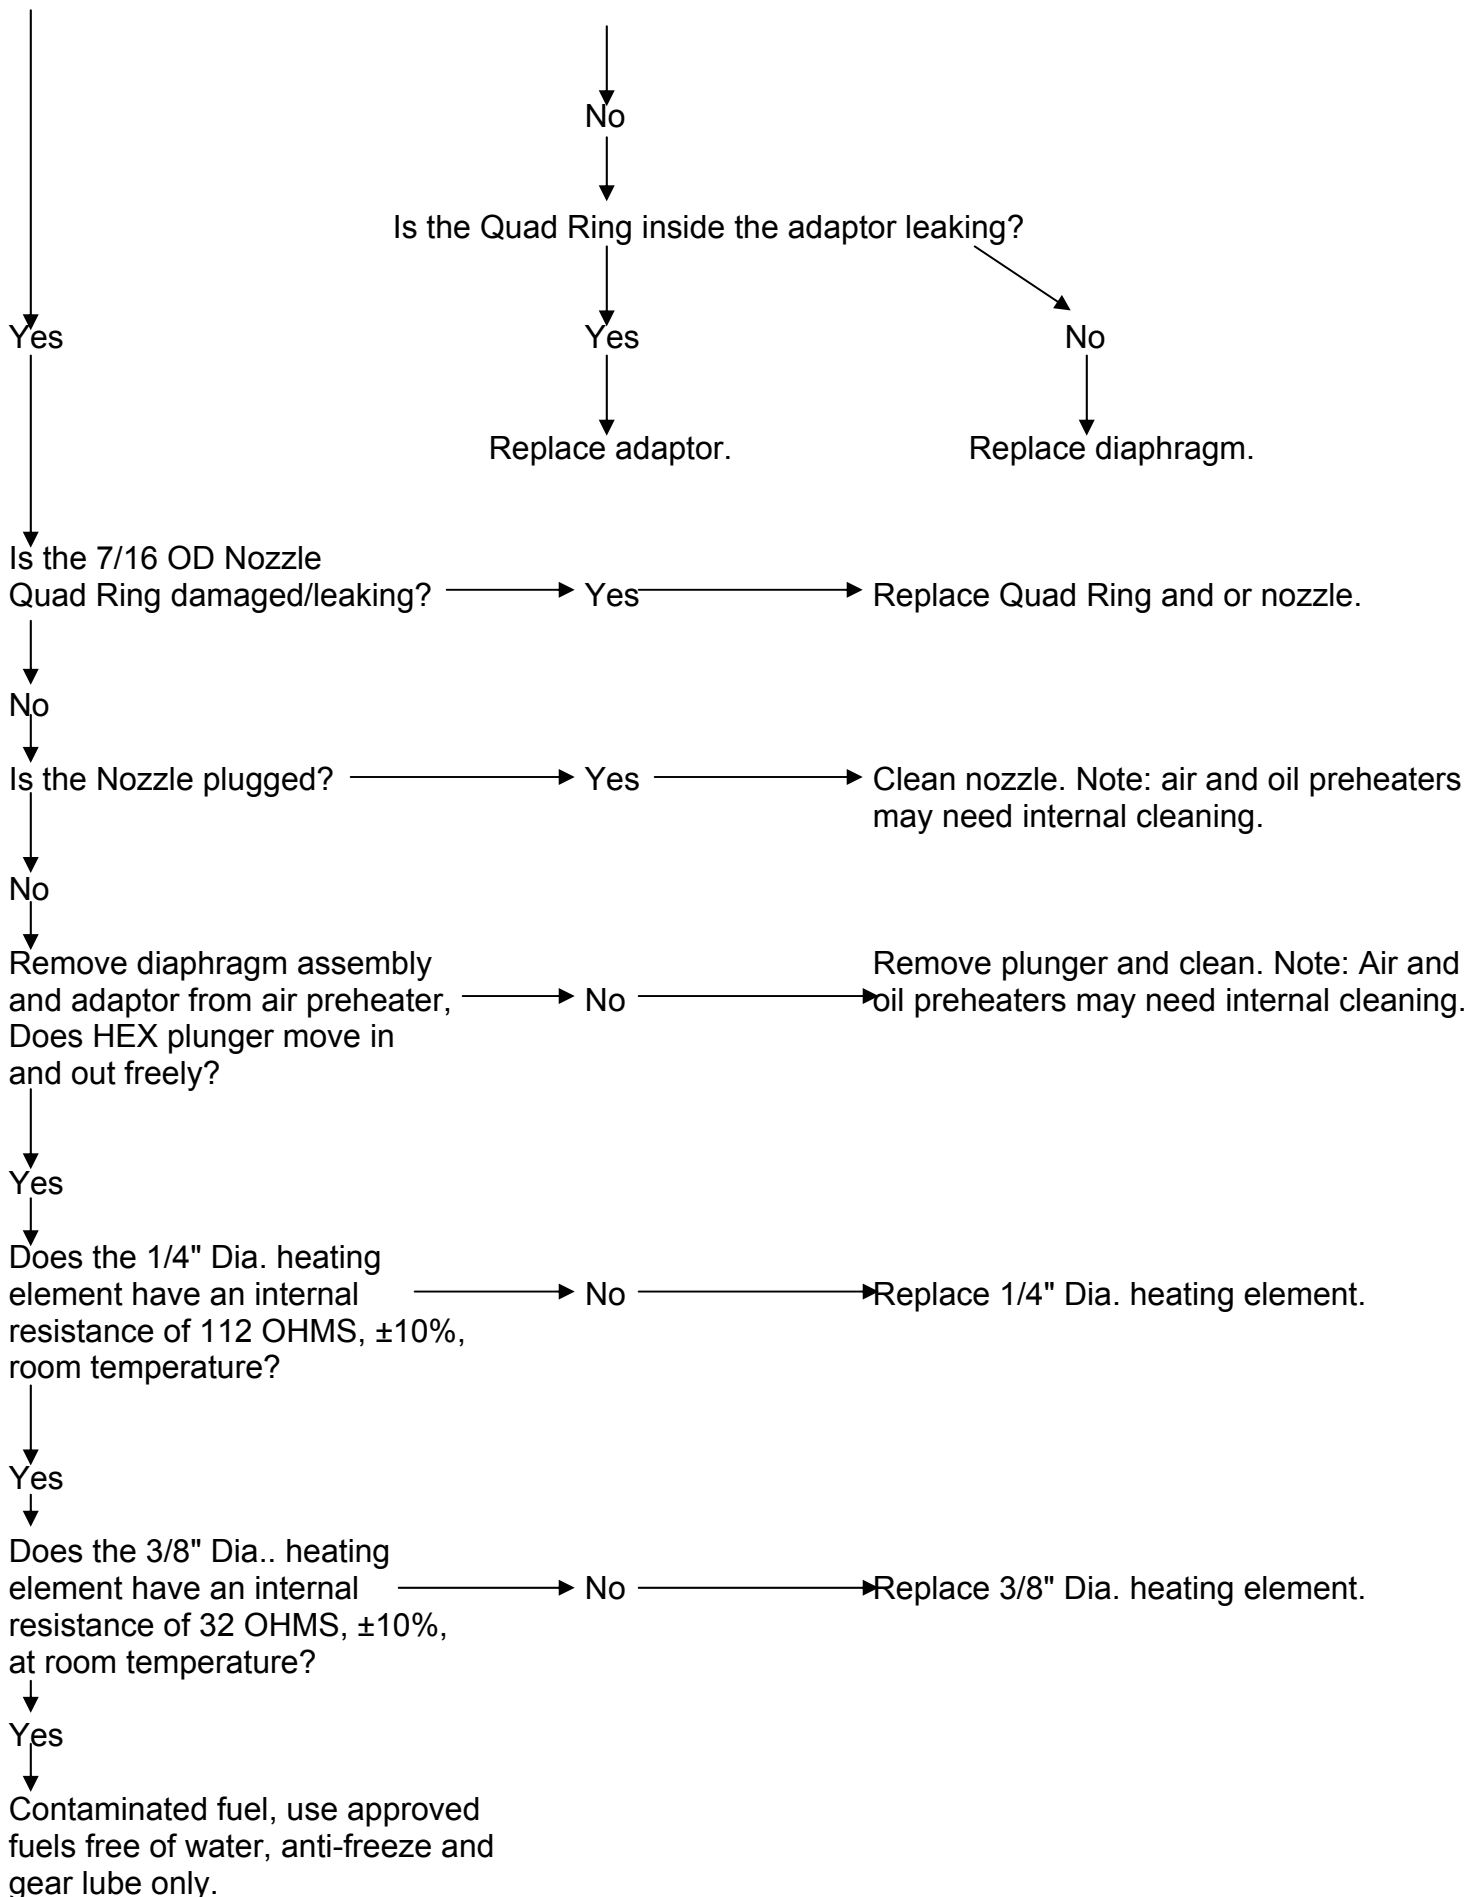 No
Is the Quad Ring inside the adaptor leaking?
Yes
Yes
No
Replace adaptor.
Replace diaphragm.
Is the 7/16 OD Nozzle
Quad Ring damaged/leaking?
Yes
Replace Quad Ring and or nozzle.
No
Is the Nozzle plugged?
Yes
Clean nozzle. Note: air and oil preheaters
may need internal cleaning.
No
Remove diaphragm assembly
and adaptor from air preheater,
Does HEX plunger move in
and out freely?
No
Remove plunger and clean. Note: Air and
oil preheaters may need internal cleaning.
Yes
Does the 1/4" Dia. heating
element have an internal
resistance of 112 OHMS, ±10%,
room temperature?
No
Replace 1/4" Dia. heating element.
Yes
Does the 3/8" Dia.. heating
element have an internal
resistance of 32 OHMS, ±10%,
at room temperature?
No
Replace 3/8" Dia. heating element.
Yes
Contaminated fuel, use approved
fuels free of water, anti-freeze and
gear lube only.